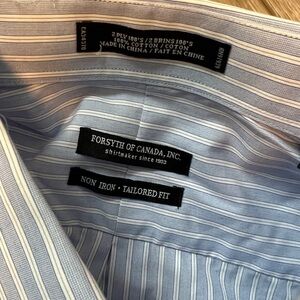 2 PLY 100'S / 2 BRINS 100'S
100% COTTON / COTON
MADE IN CHINA / FAIT EN CHINE
FORSYTH OF CANADA, INC.
shirtmaker since 1903
NON IRON • TAILORED FIT